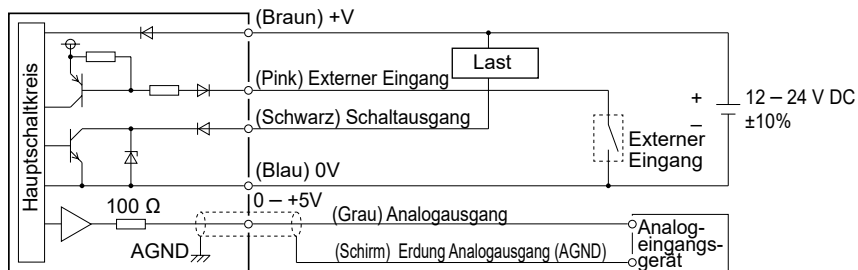 (Braun) +V
Last
Hauptschaltkreis
(Pink) Externer Eingang
+
–
12 – 24 V DC
±10%
(Schwarz) Schaltausgang
Externer
Eingang
(Blau) 0V
0 – +5V
100 Ω
(Grau) Analogausgang
AGND
(Schirm) Erdung Analogausgang (AGND)
Analog-
eingangs-
gerät